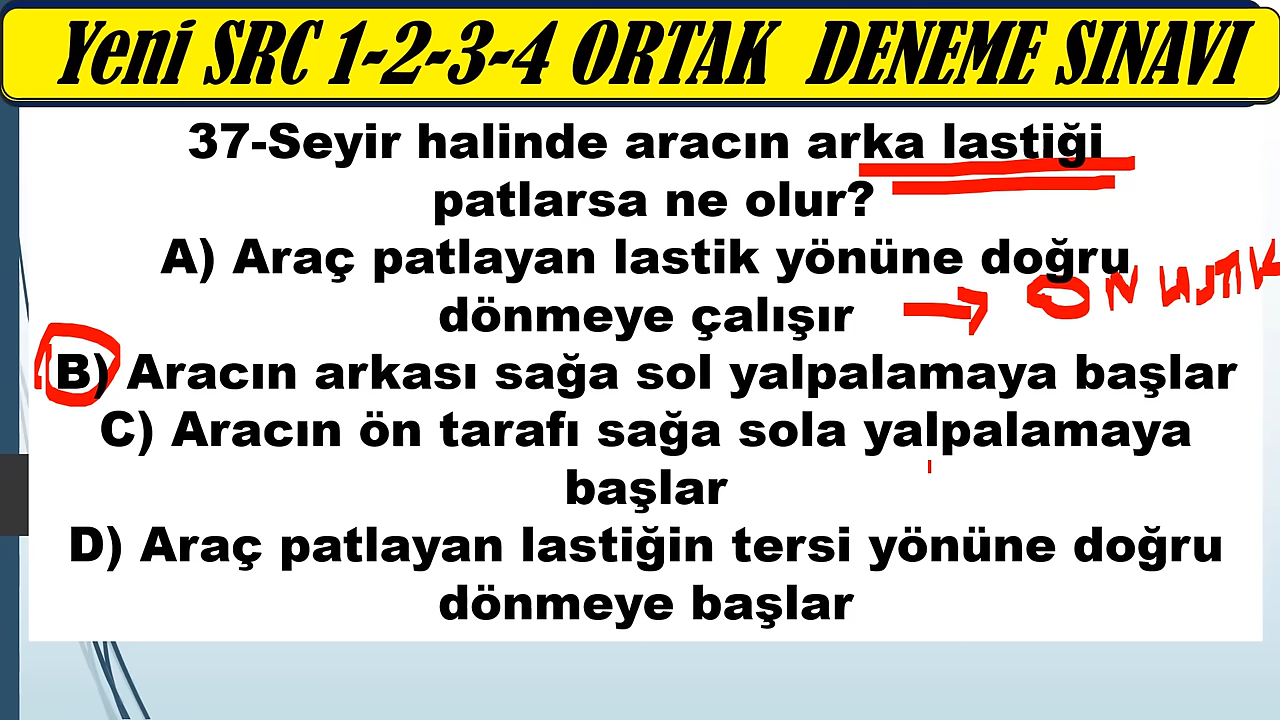 Yeni SRC 1-2-3-4 ORTAK DENEME SINAVI
37-Seyir halinde aracın arka lastiği
patlarsa ne olur?
A) Araç patlayan lastik yönüne doğru
dönmeye çalışır
ÖN LASTİK
B) Aracın arkası sağa sol yalpalamaya başlar
C) Aracın ön tarafı sağa sola yalpalamaya
başlar
D) Araç patlayan lastiğin tersi yönüne doğru
dönmeye başlar